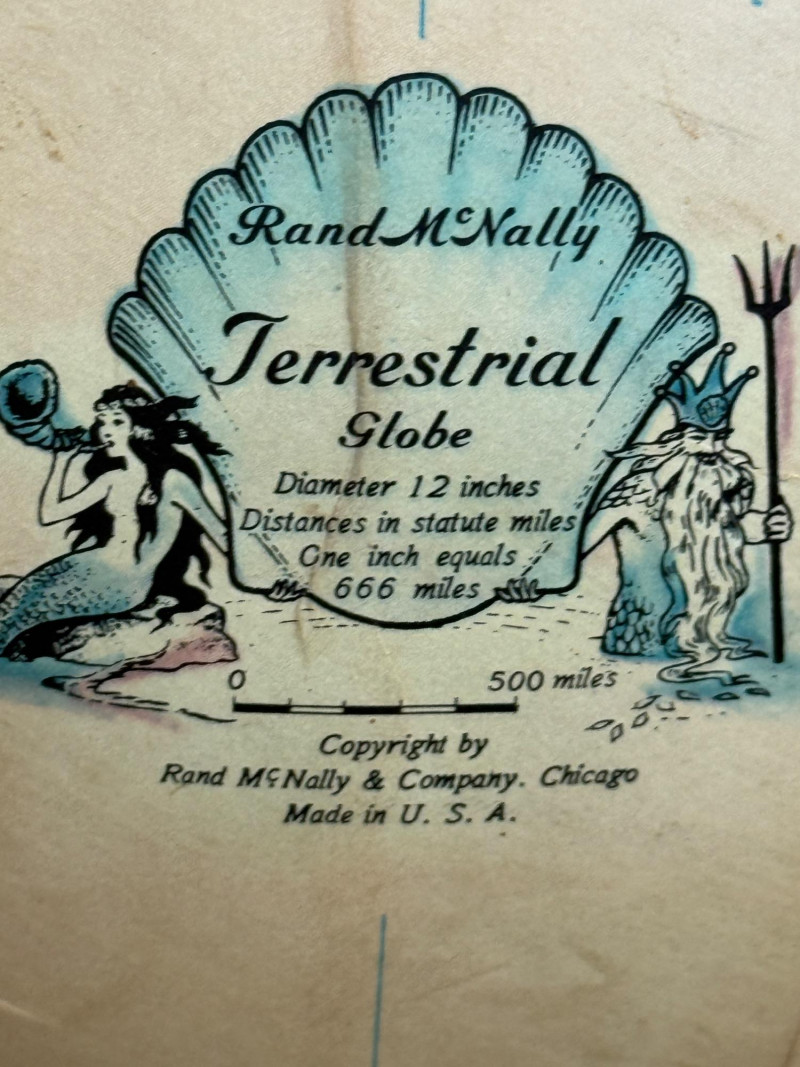 Rand McNally
Terrestrial
Globe
Diameter 12 inches
Distances in statute miles
One inch equals
666 miles
0 500 miles
Copyright by
Rand McNally & Company. Chicago
Made in U. S. A.